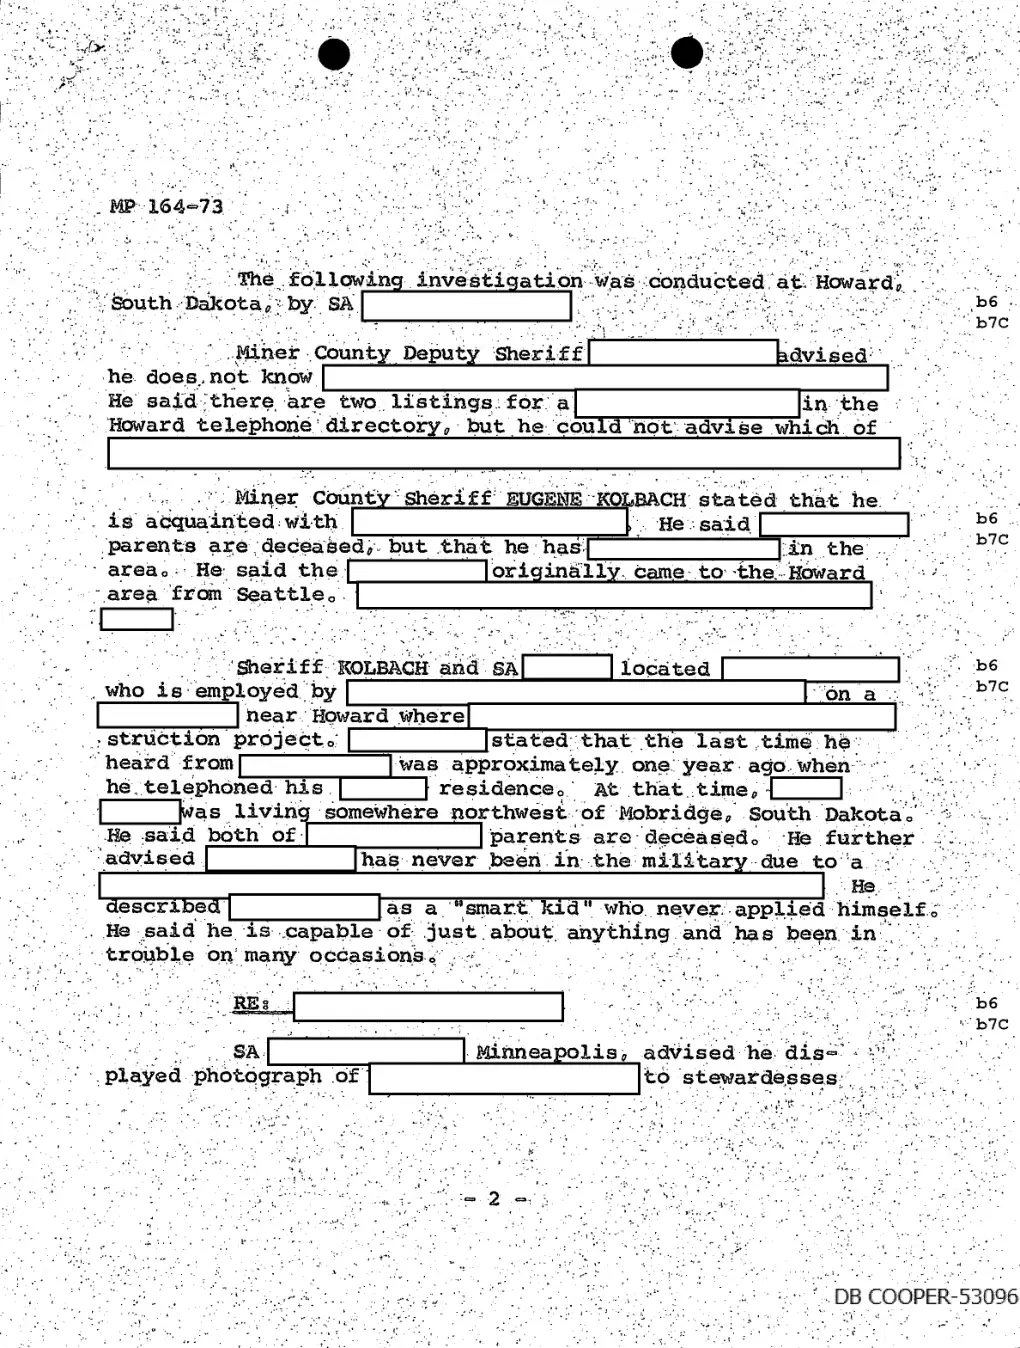 MP 164-73
The following investigation was conducted at Howard,
South Dakota, by SA
b6
b7C
Miner County Deputy Sheriff advised
he does not know
He said there are two listings for a in the
Howard telephone directory, but he could not advise which of
Miner County Sheriff EUGENE KOLBACH stated that he
is acquainted with He said
b6
b7C
parents are deceased, but that he has in the
area. He said the originally came to the Howard
area from Seattle.
Sheriff KOLBACH and SA located
b6
b7C
who is employed by on a
near Howard where
struction project. stated that the last time he
heard from was approximately one year ago when
he telephoned his residence. At that time,
was living somewhere northwest of Mobridge, South Dakota.
He said both of parents are deceased. He further
advised has never been in the military due to a
He
described as a "smart kid" who never applied himself.
He said he is capable of just about anything and has been in
trouble on many occasions.
RE:
b6
b7C
SA Minneapolis, advised he dis-
played photograph of to stewardesses
- 2 -
DB COOPER-53096